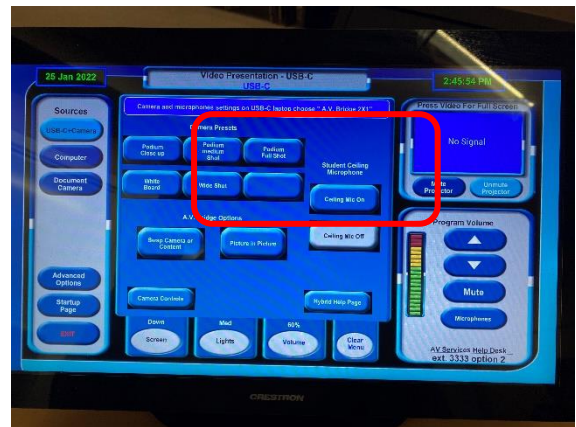 25 Jan 2022
Video Presentation - USB-C
USB-C
2:45:54 PM
Sources
USB-C+Camera
Computer
Document
Camera
Advanced
Options
Startup
Page
EXIT
Camera and microphones settings on USB-C laptop choose "A.V. Bridge 2X1"
Camera Presets
Podium
Close up
Podium
medium
Shot
Podium
Full Shot
White
Board
Wide Shot
Student Ceiling
Microphone
Ceiling Mic On
Ceiling Mic Off
A.V. Bridge Options
Swap Camera or
Content
Picture in Picture
Camera Controls
Hybrid Help Page
Down
Screen
Med
Lights
60%
Volume
Clear
Menu
Press Video For Full Screen
No Signal
Mute
Projector
Unmute
Projector
Program Volume
Mute
Microphones
AV Services Help Desk
ext. 3333 option 2
CRESTRON